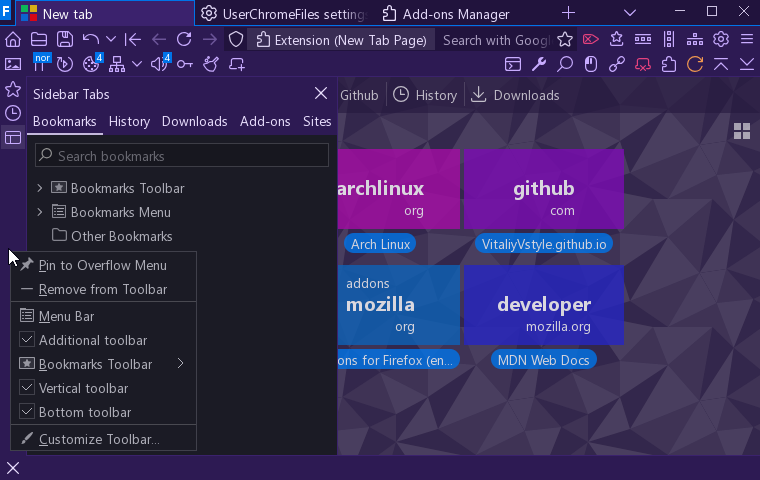 F
New tab
UserChromeFiles settings
Add-ons Manager
Extension (New Tab Page)
Search with Googl
nor
4
4
Sidebar Tabs
Bookmarks
History
Downloads
Add-ons
Sites
Search bookmarks
Bookmarks Toolbar
Bookmarks Menu
Other Bookmarks
Pin to Overflow Menu
Remove from Toolbar
Menu Bar
Additional toolbar
Bookmarks Toolbar
Vertical toolbar
Bottom toolbar
Customize Toolbar...
Github
History
Downloads
archlinux
org
Arch Linux
github
com
VitaliyVstyle.github.io
addons
mozilla
org
ons for Firefox (en...
developer
mozilla.org
MDN Web Docs